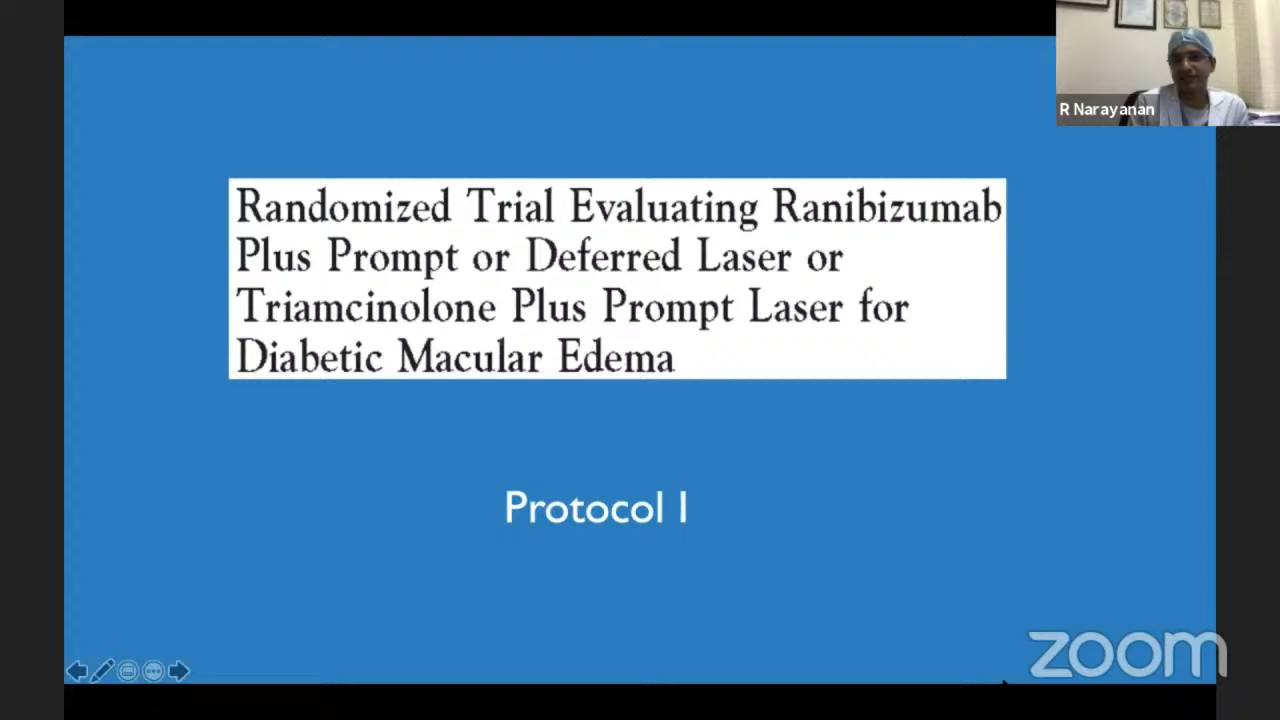 R Narayanan
Randomized Trial Evaluating Ranibizumab
Plus Prompt or Deferred Laser or
Triamcinolone Plus Prompt Laser for
Diabetic Macular Edema
Protocol I
zoom